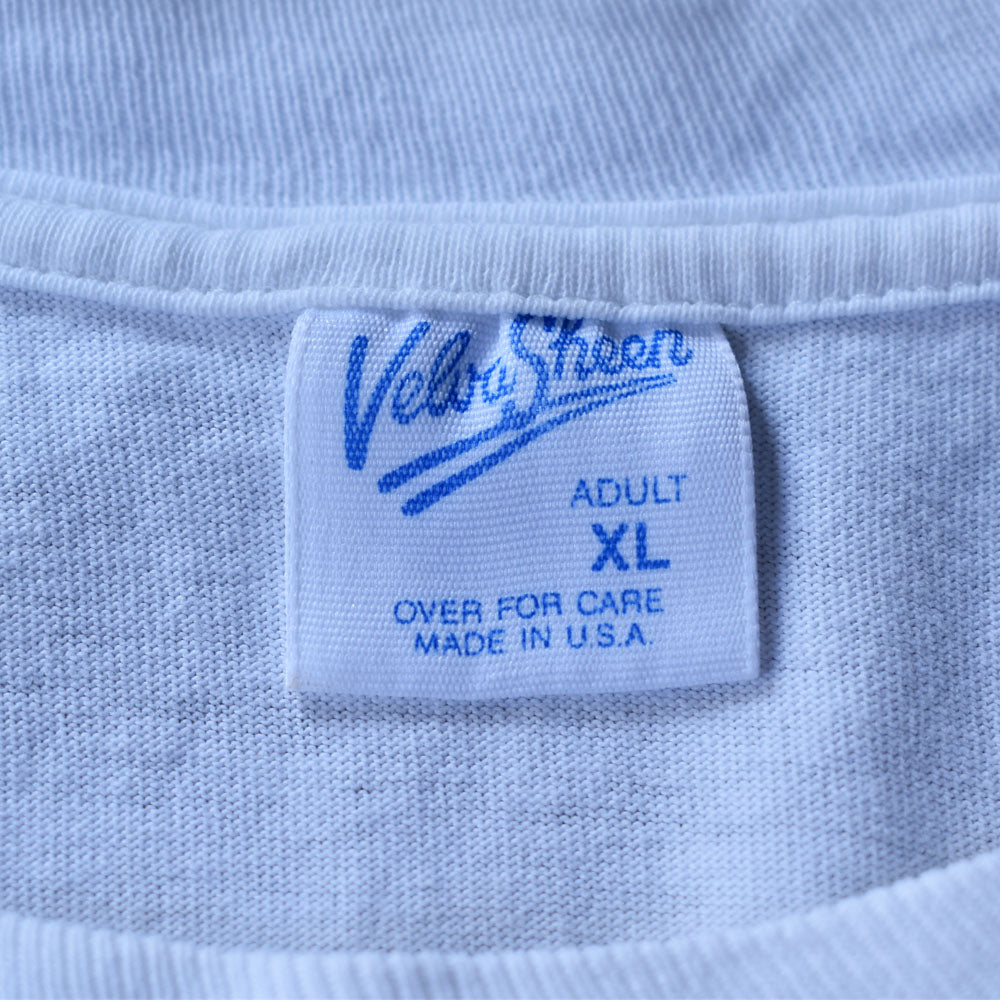 Velva Sheen
ADULT
XL
OVER FOR CARE
MADE IN U.S.A.